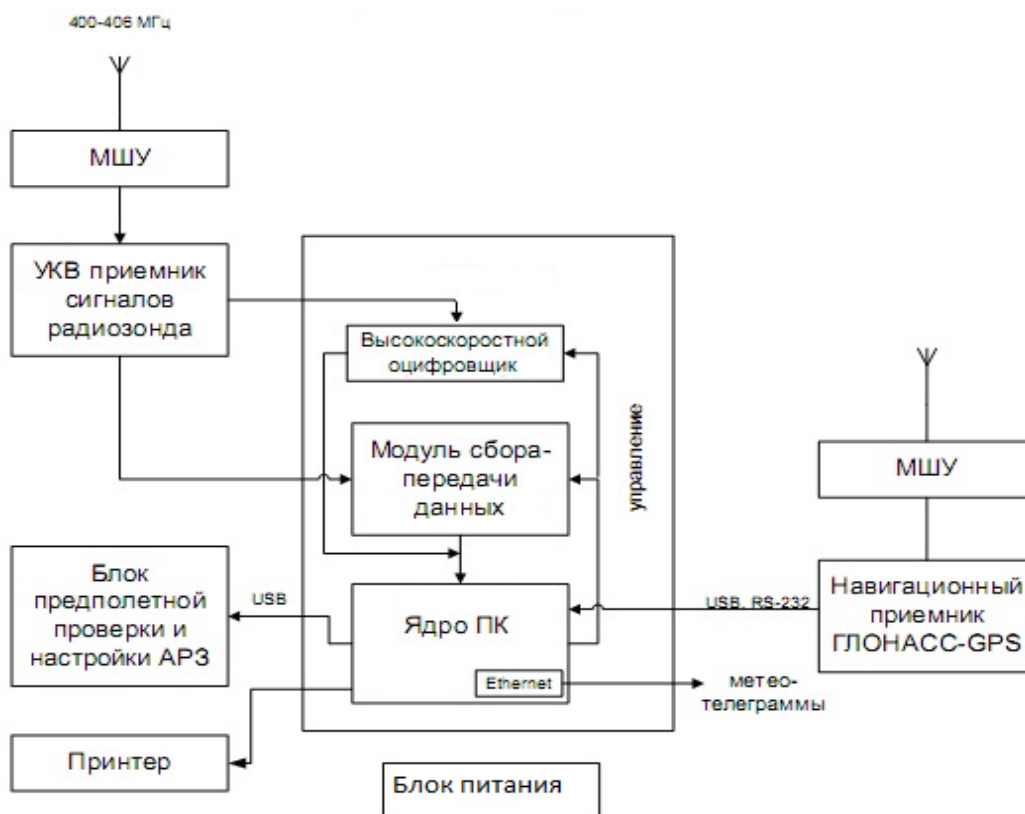 400-406 МГц
МШУ
УКВ приемник
сигналов
радиозонда
Высокоскоростной
оцифровщик
Модуль сбора-
передачи
данных
управление
МШУ
Блок
предполетной
проверки и
настройки АРЗ
USB
Ядро ПК
Ethernet
USB, RS-232
Навигационный
приемник
ГЛОНАСС-GPS
метео-
телеграммы
Принтер
Блок питания